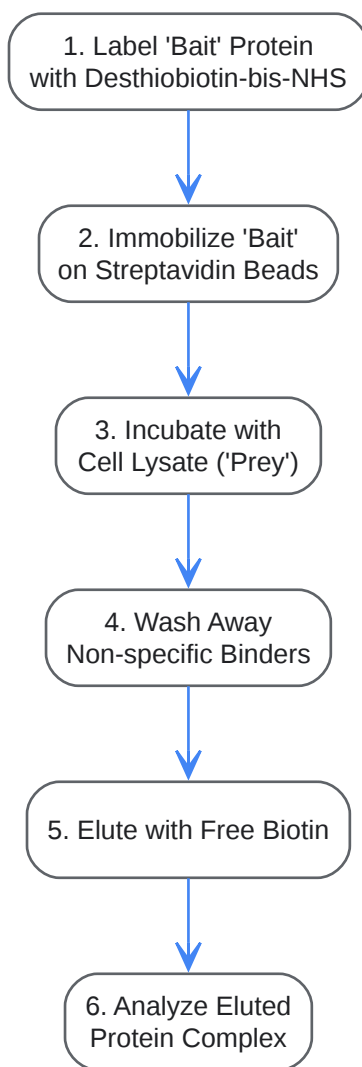 1. Label 'Bait' Protein
with Desthiobiotin-bis-NHS
2. Immobilize 'Bait'
on Streptavidin Beads
3. Incubate with
Cell Lysate ('Prey')
4. Wash Away
Non-specific Binders
5. Elute with Free Biotin
6. Analyze Eluted
Protein Complex